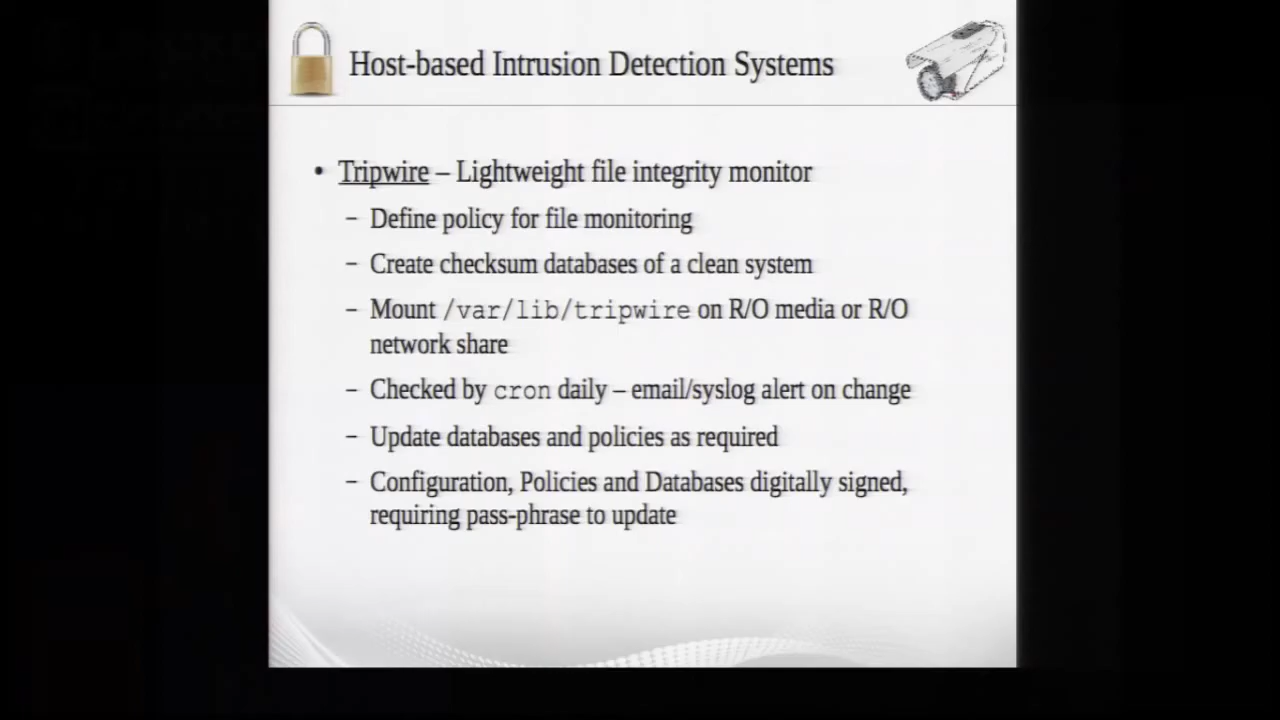 Host-based Intrusion Detection Systems
• Tripwire – Lightweight file integrity monitor
– Define policy for file monitoring
– Create checksum databases of a clean system
– Mount /var/lib/tripwire on R/O media or R/O
network share
– Checked by cron daily – email/syslog alert on change
– Update databases and policies as required
– Configuration, Policies and Databases digitally signed,
requiring pass-phrase to update